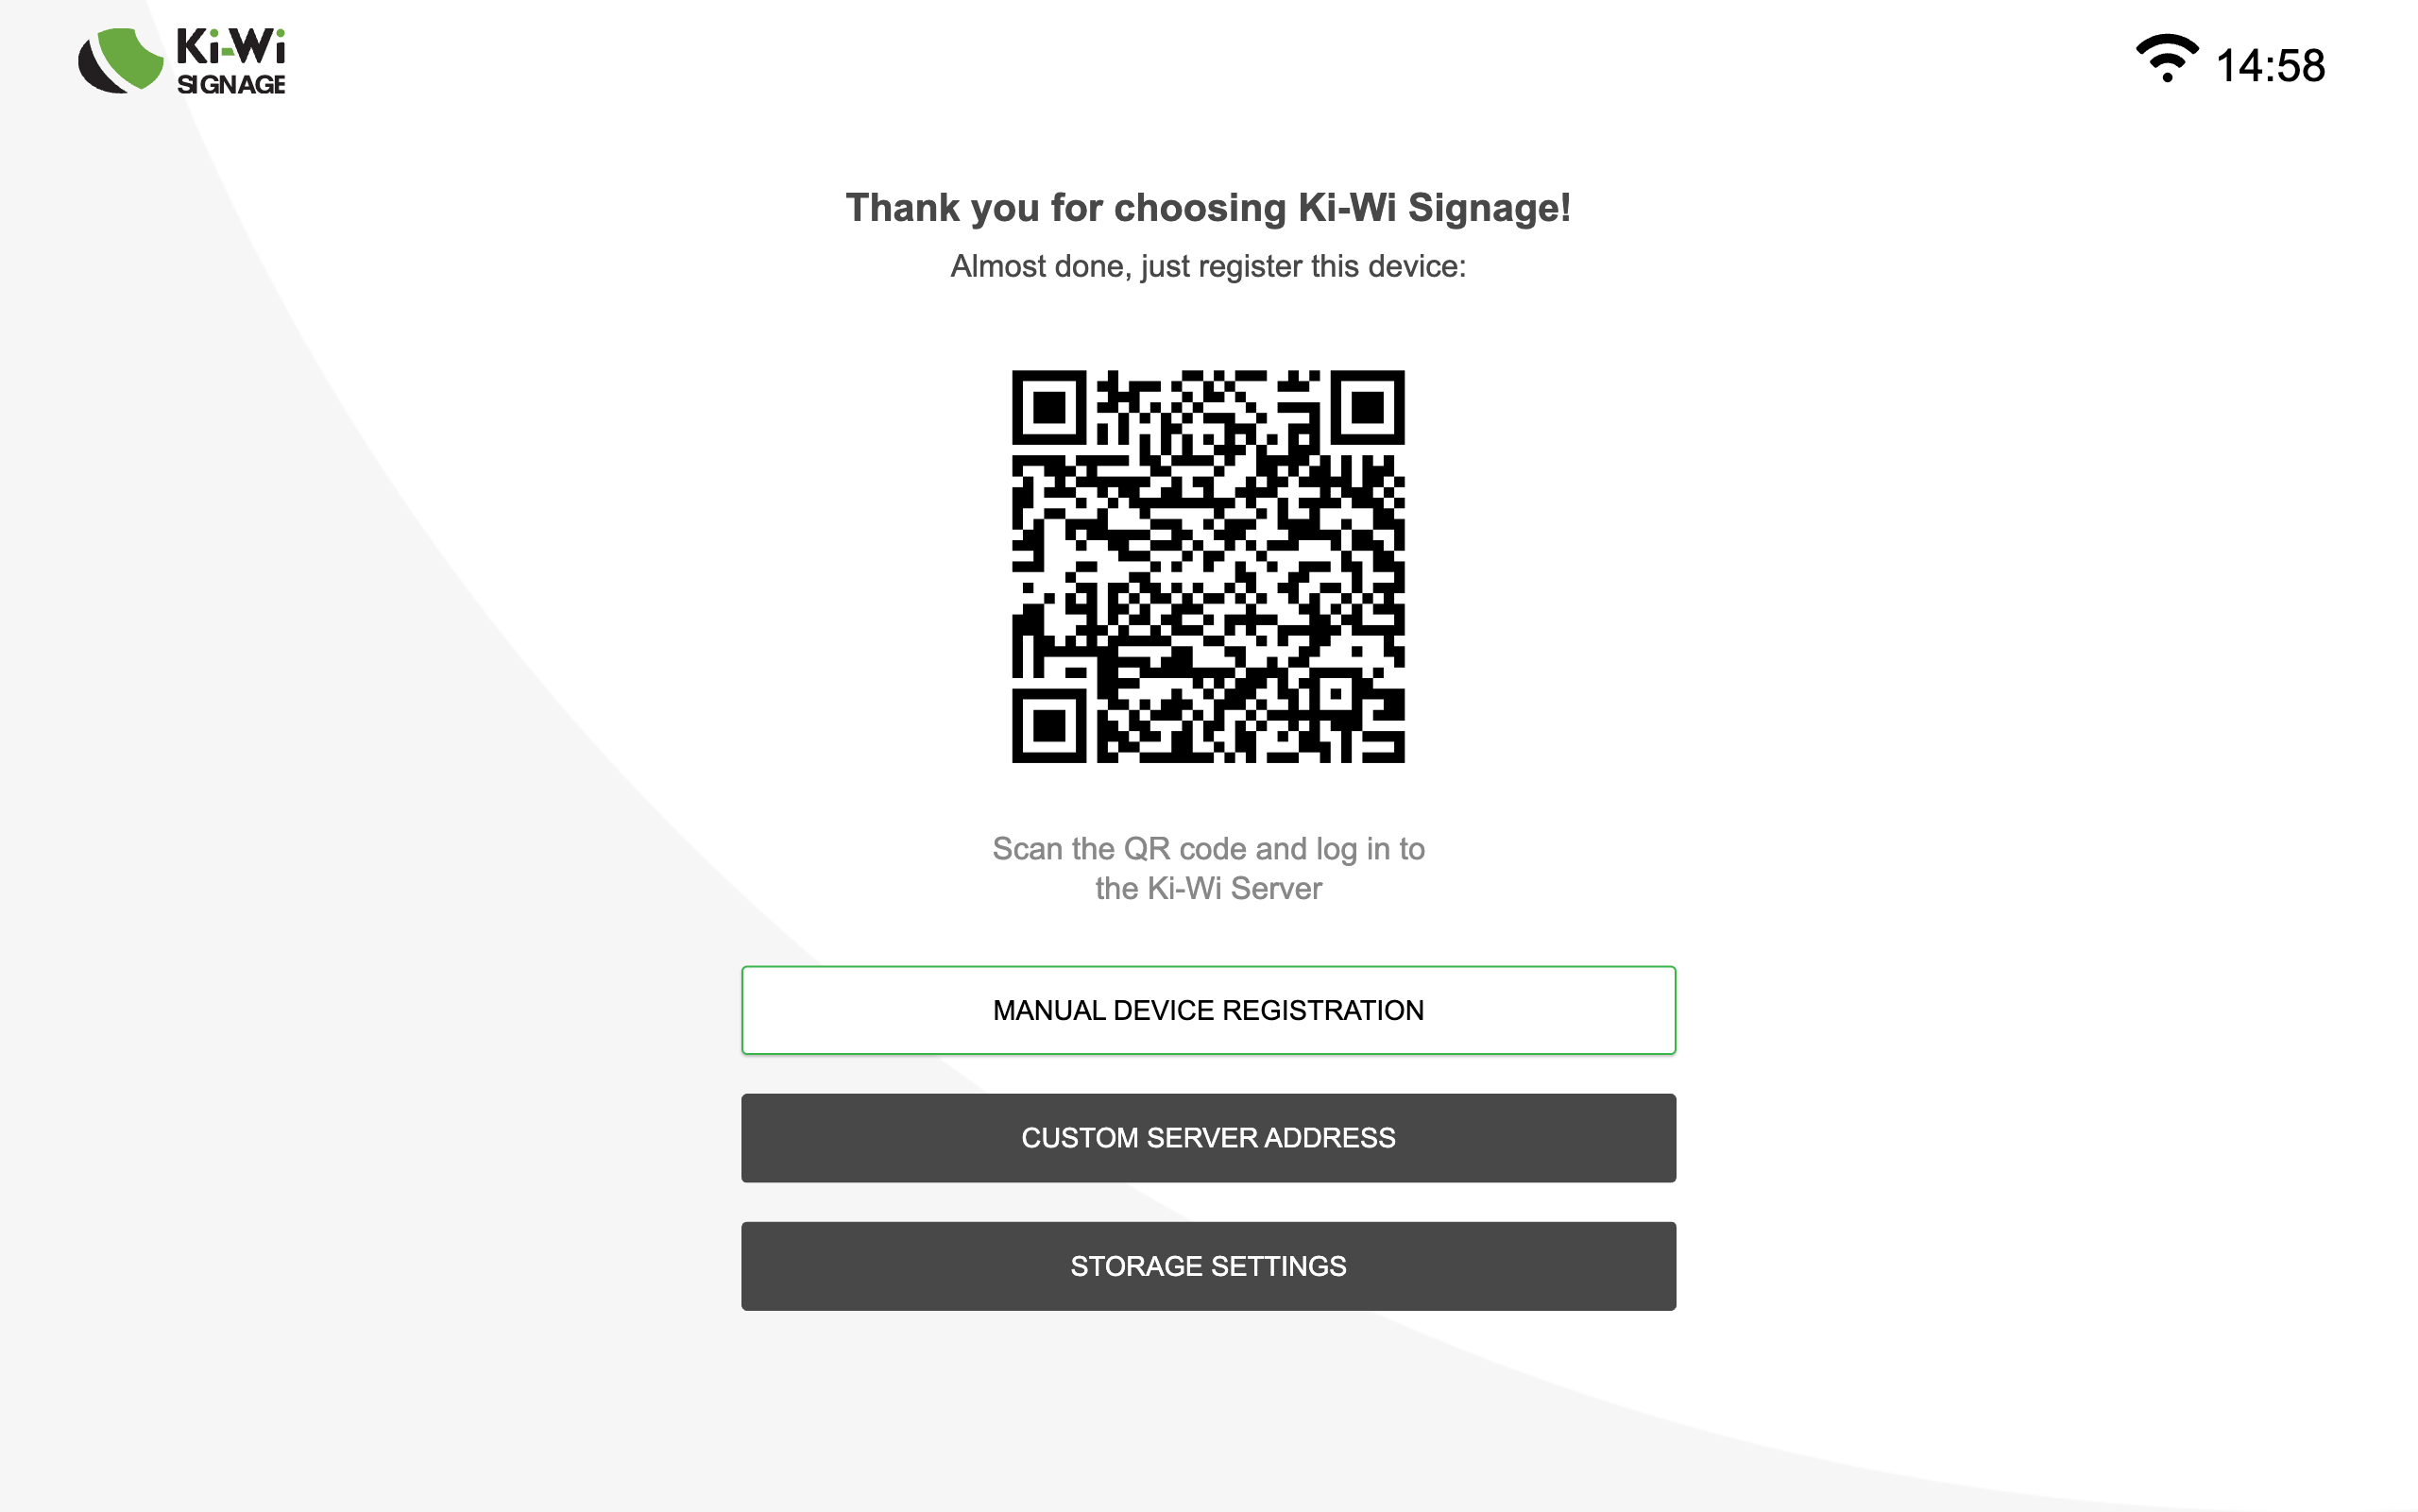 Ki-Wi
SIGNAGE
14:58
Thank you for choosing Ki-Wi Signage!
Almost done, just register this device:
Scan the QR code and log in to
the Ki-Wi Server
MANUAL DEVICE REGISTRATION
CUSTOM SERVER ADDRESS
STORAGE SETTINGS